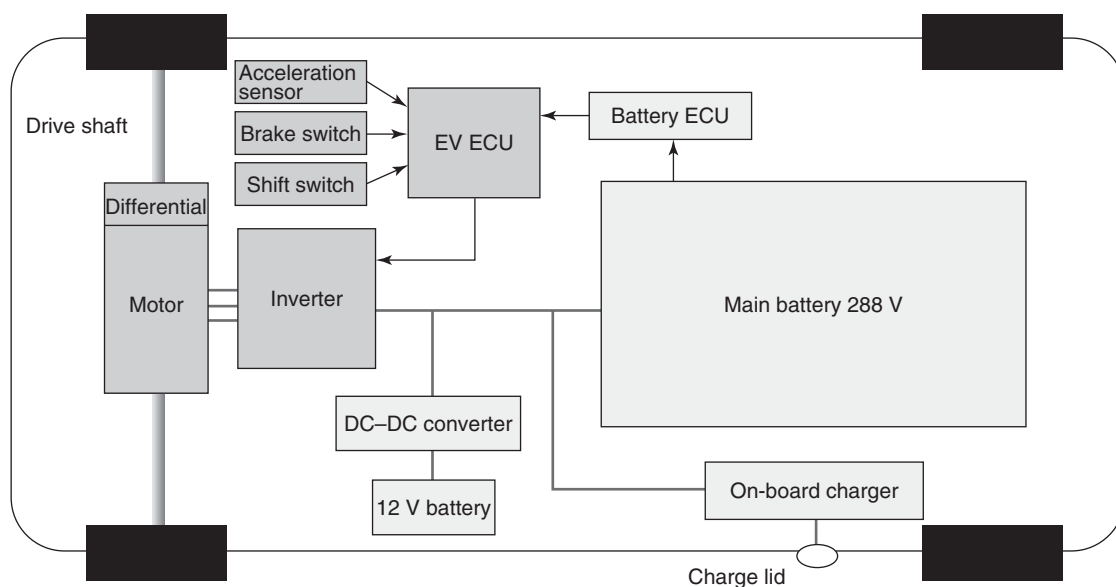 Acceleration
sensor
Drive shaft
Brake switch
EV ECU
Battery ECU
Shift switch
Differential
Motor
Inverter
Main battery 288 V
DC–DC converter
12 V battery
On-board charger
Charge lid